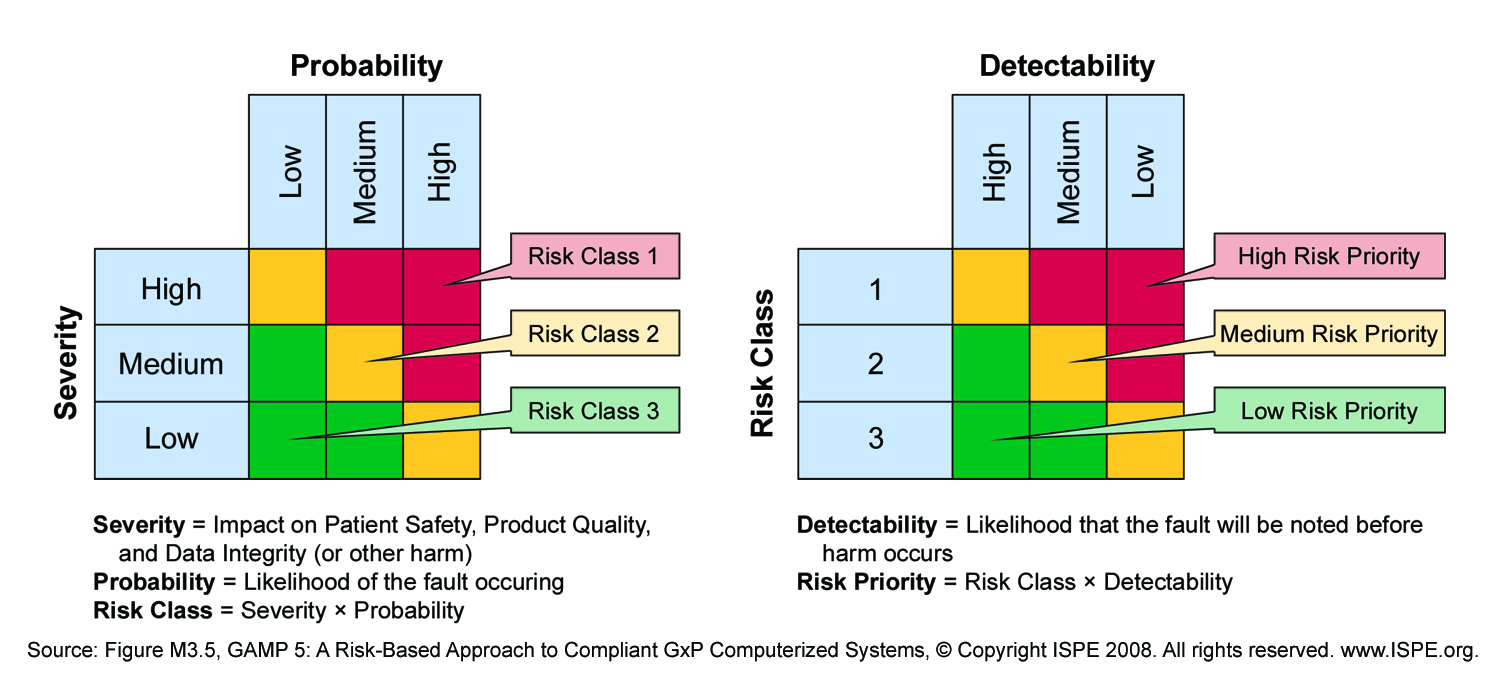 Probability
Low
Medium
High
Severity
High
Medium
Low
Risk Class 1
Risk Class 2
Risk Class 3
Severity = Impact on Patient Safety, Product Quality,
and Data Integrity (or other harm)
Probability = Likelihood of the fault occuring
Risk Class = Severity × Probability
Detectability
High
Medium
Low
Risk Class
1
2
3
High Risk Priority
Medium Risk Priority
Low Risk Priority
Detectability = Likelihood that the fault will be noted before
harm occurs
Risk Priority = Risk Class × Detectability
Source: Figure M3.5, GAMP 5: A Risk-Based Approach to Compliant GxP Computerized Systems, © Copyright ISPE 2008. All rights reserved. www.ISPE.org.